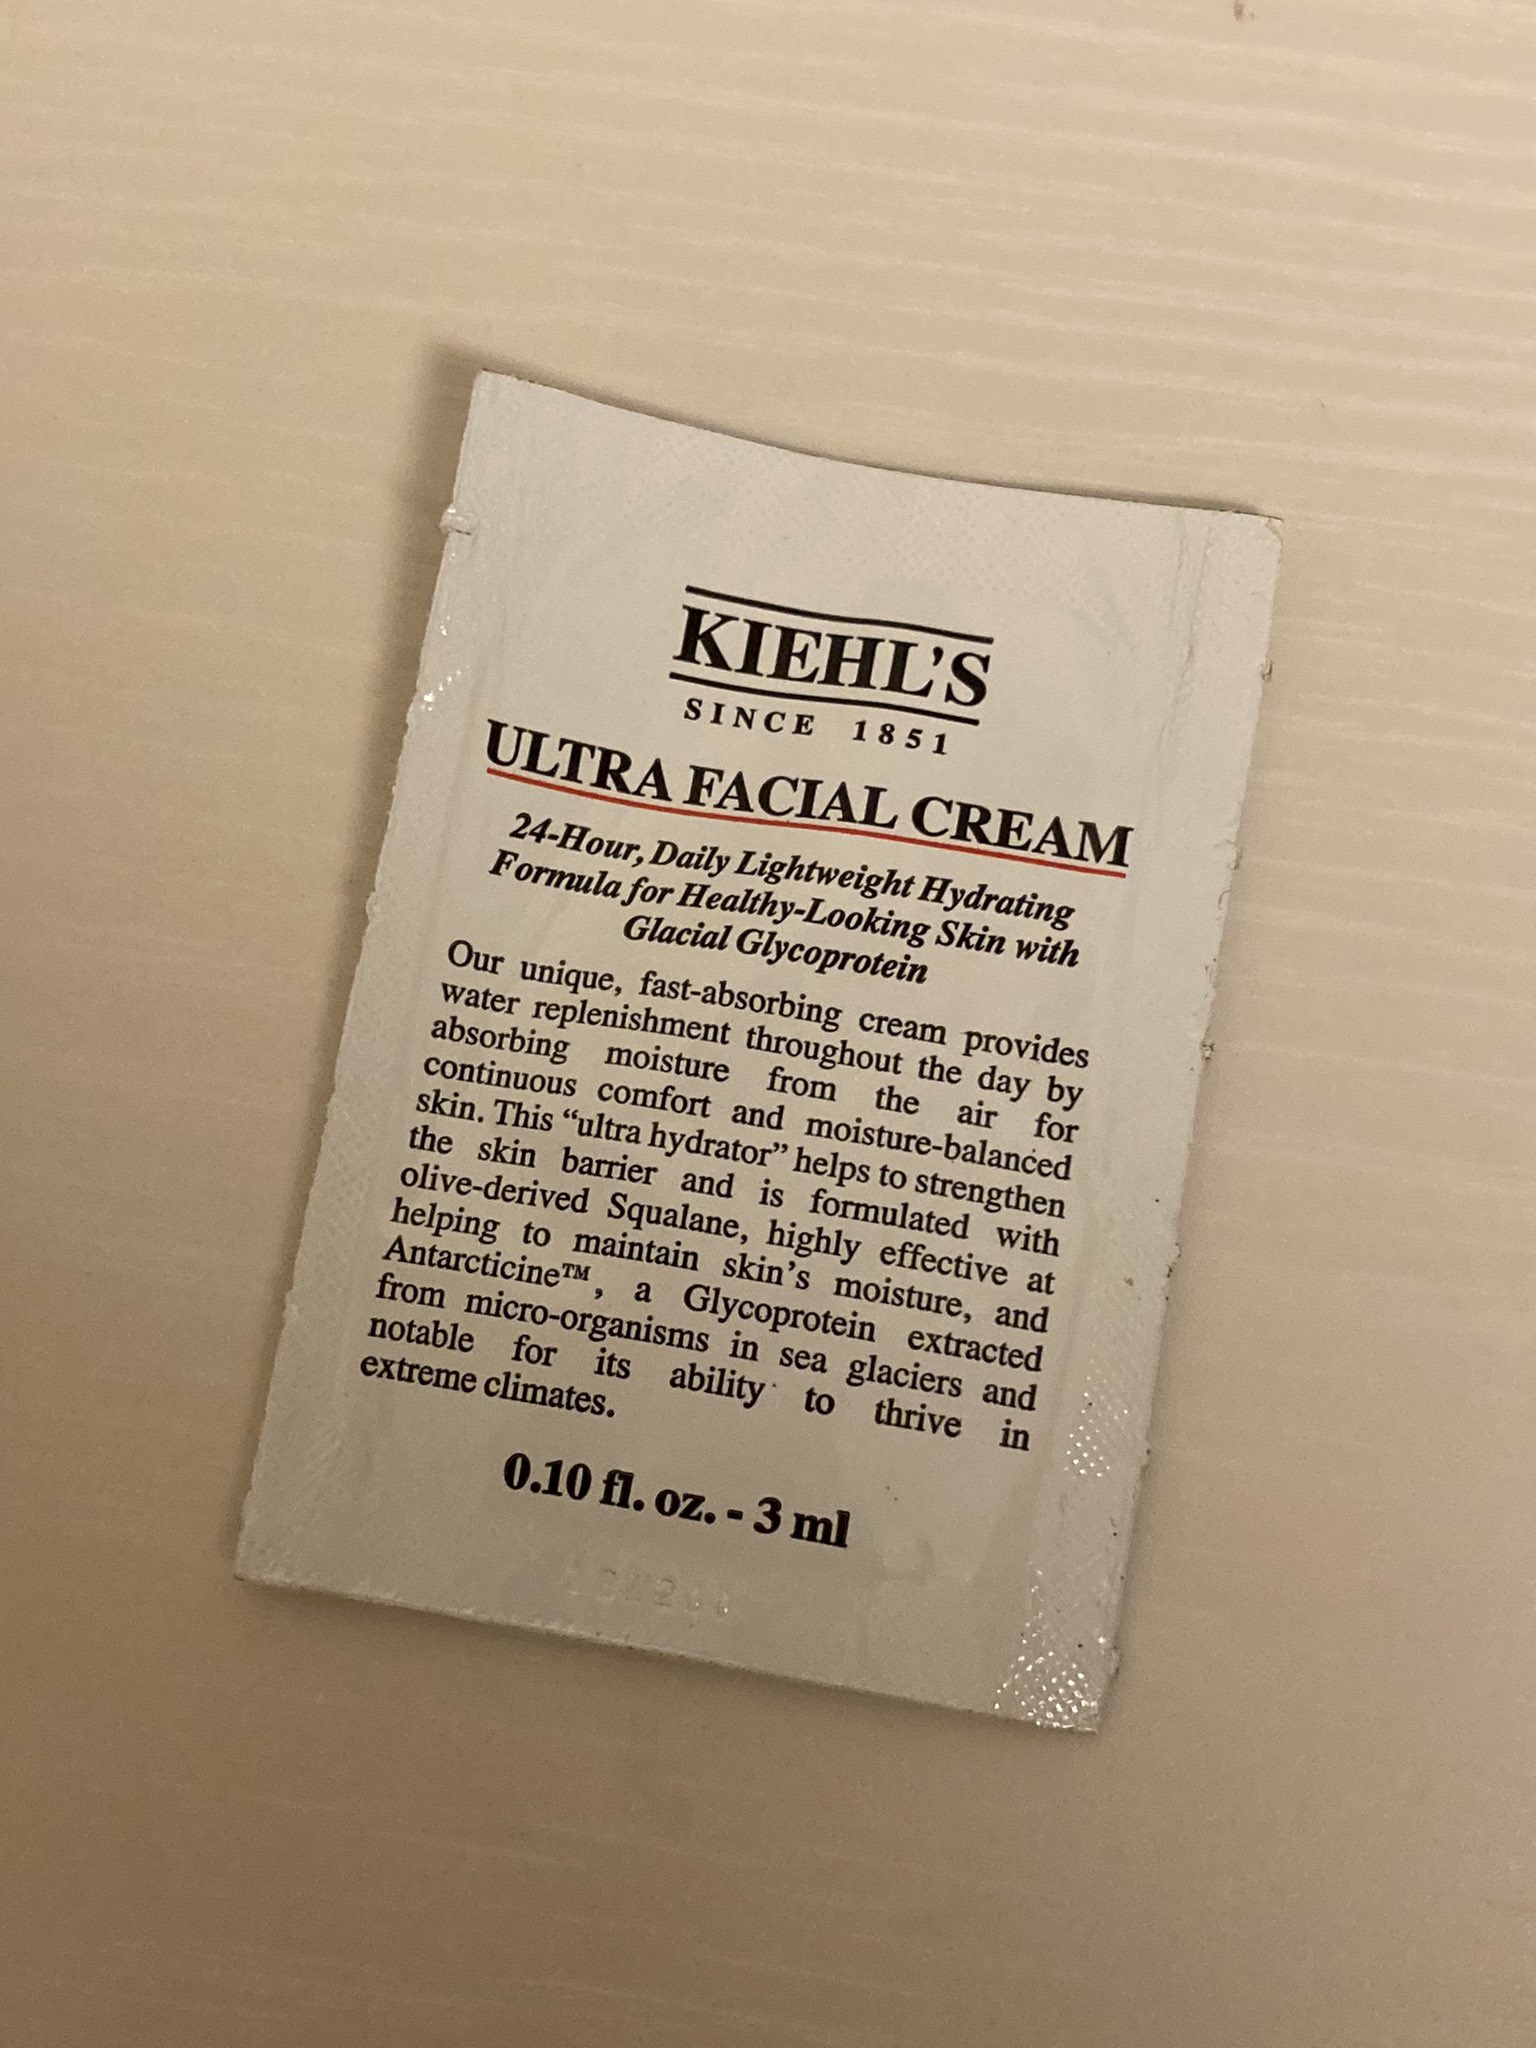 KIEHL'S
SINCE 1851
ULTRA FACIAL CREAM
24-Hour, Daily Lightweight Hydrating
Formula for Healthy-Looking Skin with
Glacial Glycoprotein
Our unique, fast-absorbing cream provides
water replenishment throughout the day by
absorbing moisture from the air for
continuous comfort and moisture-balanced
skin. This “ultra hydrator” helps to strengthen
the skin barrier and is formulated with
olive-derived Squalane, highly effective at
helping to maintain skin’s moisture, and
Antarcticine™, a Glycoprotein extracted
from micro-organisms in sea glaciers and
notable for its ability to thrive in
extreme climates.
0.10 fl. oz. - 3 ml